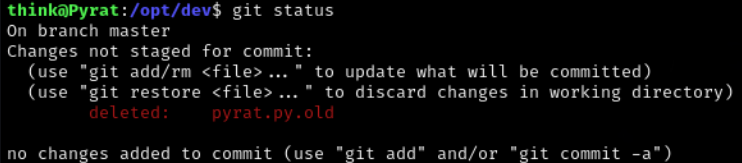 think@Pyrat:/opt/dev$ git status
On branch master
Changes not staged for commit:
  (use "git add/rm <file>..." to update what will be committed)
  (use "git restore <file>..." to discard changes in working directory)
        deleted:    pyrat.py.old

no changes added to commit (use "git add" and/or "git commit -a")